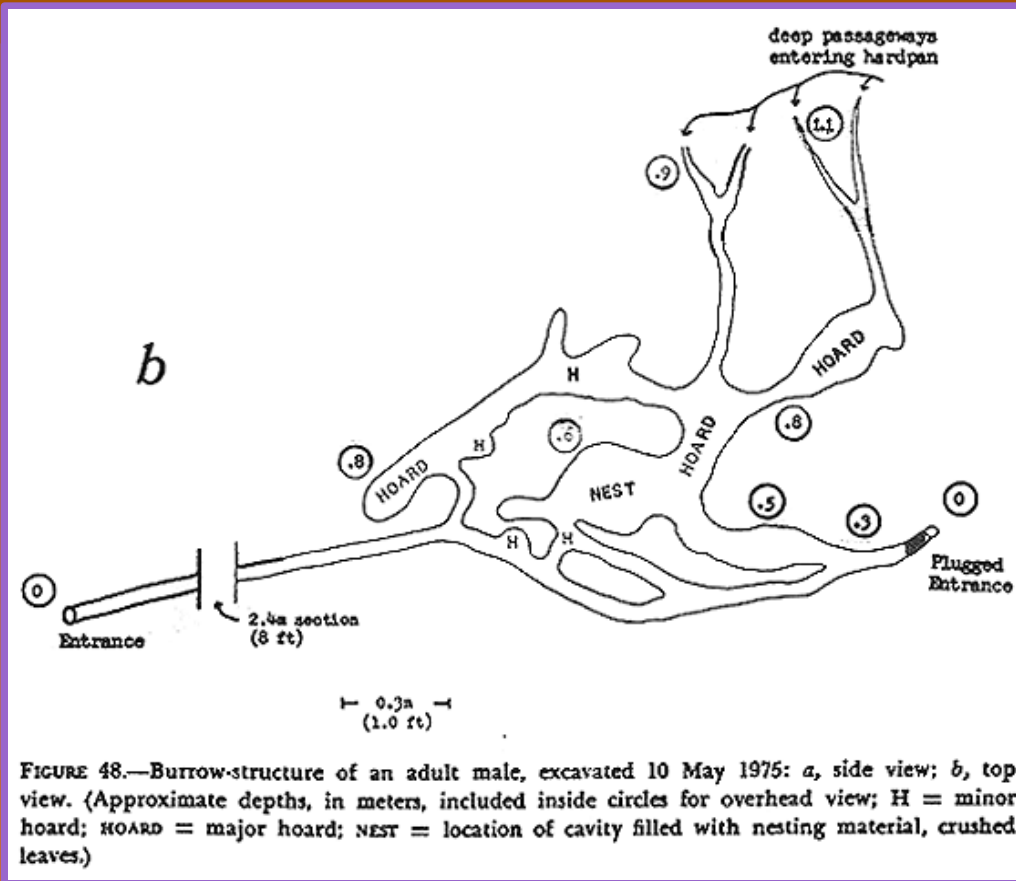 deep passageways
entering hardpan
1.1
.9
b
HOARD
H
.8
H
.6
HOARD
.8
HOARD
NEST
.5
.3
0
H
H
Plugged
Entrance
0
Entrance
2.4m section
(8 ft)
0.3m
(1.0 ft)
FIGURE 48.—Burrow-structure of an adult male, excavated 10 May 1975: a, side view; b, top
view. (Approximate depths, in meters, included inside circles for overhead view; H = minor
hoard; HOARD = major hoard; NEST = location of cavity filled with nesting material, crushed
leaves.)